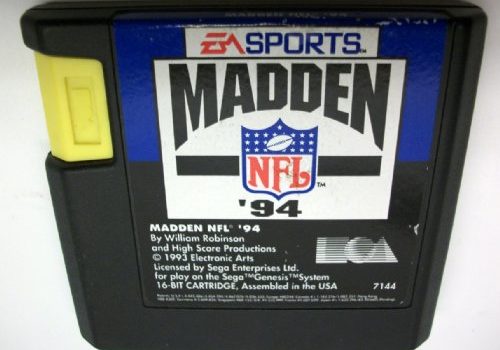 EA SPORTS™
MADDEN
NFL™
'94
MADDEN NFL® '94
By William Robinson
and High Score Productions
© 1993 Electronic Arts
Licensed by Sega Enterprises Ltd.
for play on the Sega™Genesis™System
16-BIT CARTRIDGE, Assembled in the USA
7144